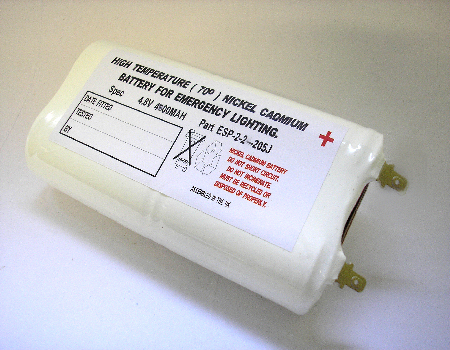 HIGH TEMPERATURE ( 70º ) NICKEL CADMIUM
BATTERY FOR EMERGENCY LIGHTING.
Spec 4.8V 4500MAH
Part ESP-2-2-205J
DATE FITTED
TESTED
BY
+
NICKEL CADMIUM BATTERY
DO NOT SHORT CIRCUIT.
DO NOT INCINERATE.
MUST BE RECYCLED OR
DISPOSED OF PROPERLY.
ASSEMBLED IN THE UK